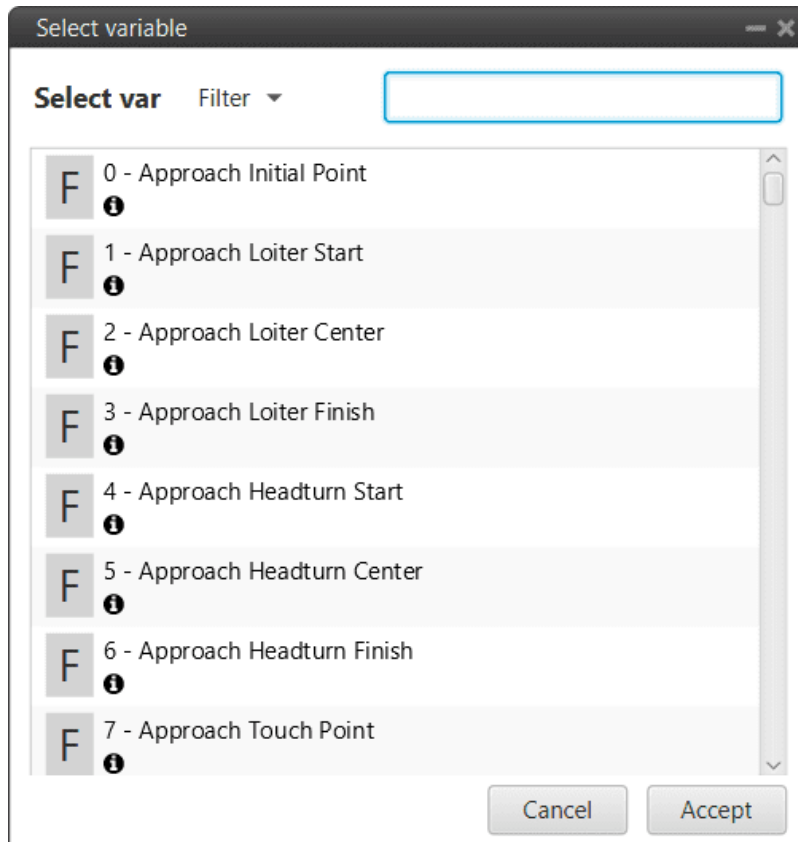 Select variable
Select var Filter
F 0 - Approach Initial Point
F 1 - Approach Loiter Start
F 2 - Approach Loiter Center
F 3 - Approach Loiter Finish
F 4 - Approach Headturn Start
F 5 - Approach Headturn Center
F 6 - Approach Headturn Finish
F 7 - Approach Touch Point
Cancel Accept